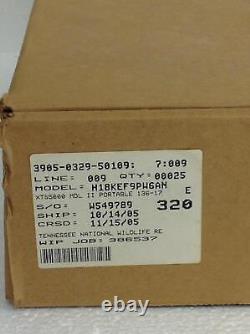 3905-0329-50109: 7:009
LINE: 009 QTY: 00025
MODEL: H18KEF9PW6AN E
XTS5000 MDL II PORTABLE 136-17
S/O: W549789 320
SHIP: 10/14/05
CRSD: 11/15/05
TENNESSEE NATIONAL WILDLIFE RE
WIP JOB: 386537